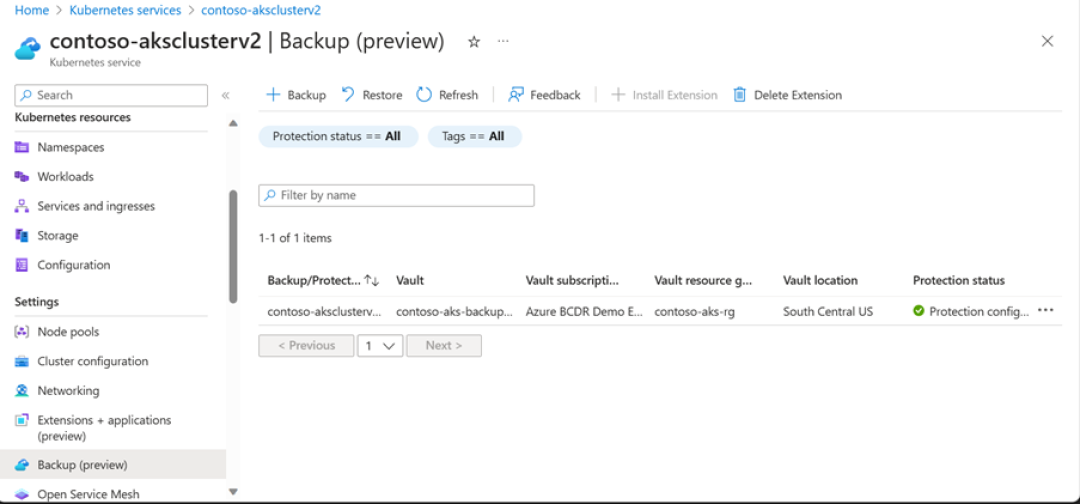 Home > Kubernetes services > contoso-aksclusterv2
contoso-aksclusterv2 | Backup (preview) ☆ ...
Kubernetes service
Search «
+ Backup Restore Refresh Feedback + Install Extension Delete Extension
Kubernetes resources
Namespaces
Workloads
Services and ingresses
Storage
Configuration
Settings
Node pools
Cluster configuration
Networking
Extensions + applications
(preview)
Backup (preview)
Open Service Mesh
Protection status == All Tags == All
Filter by name
1-1 of 1 items
Backup/Protect... ↑↓ Vault Vault subscripti... Vault resource g... Vault location Protection status
contoso-aksclusterv... contoso-aks-backup... Azure BCDR Demo E... contoso-aks-rg South Central US Protection config... ...
< Previous 1 Next >